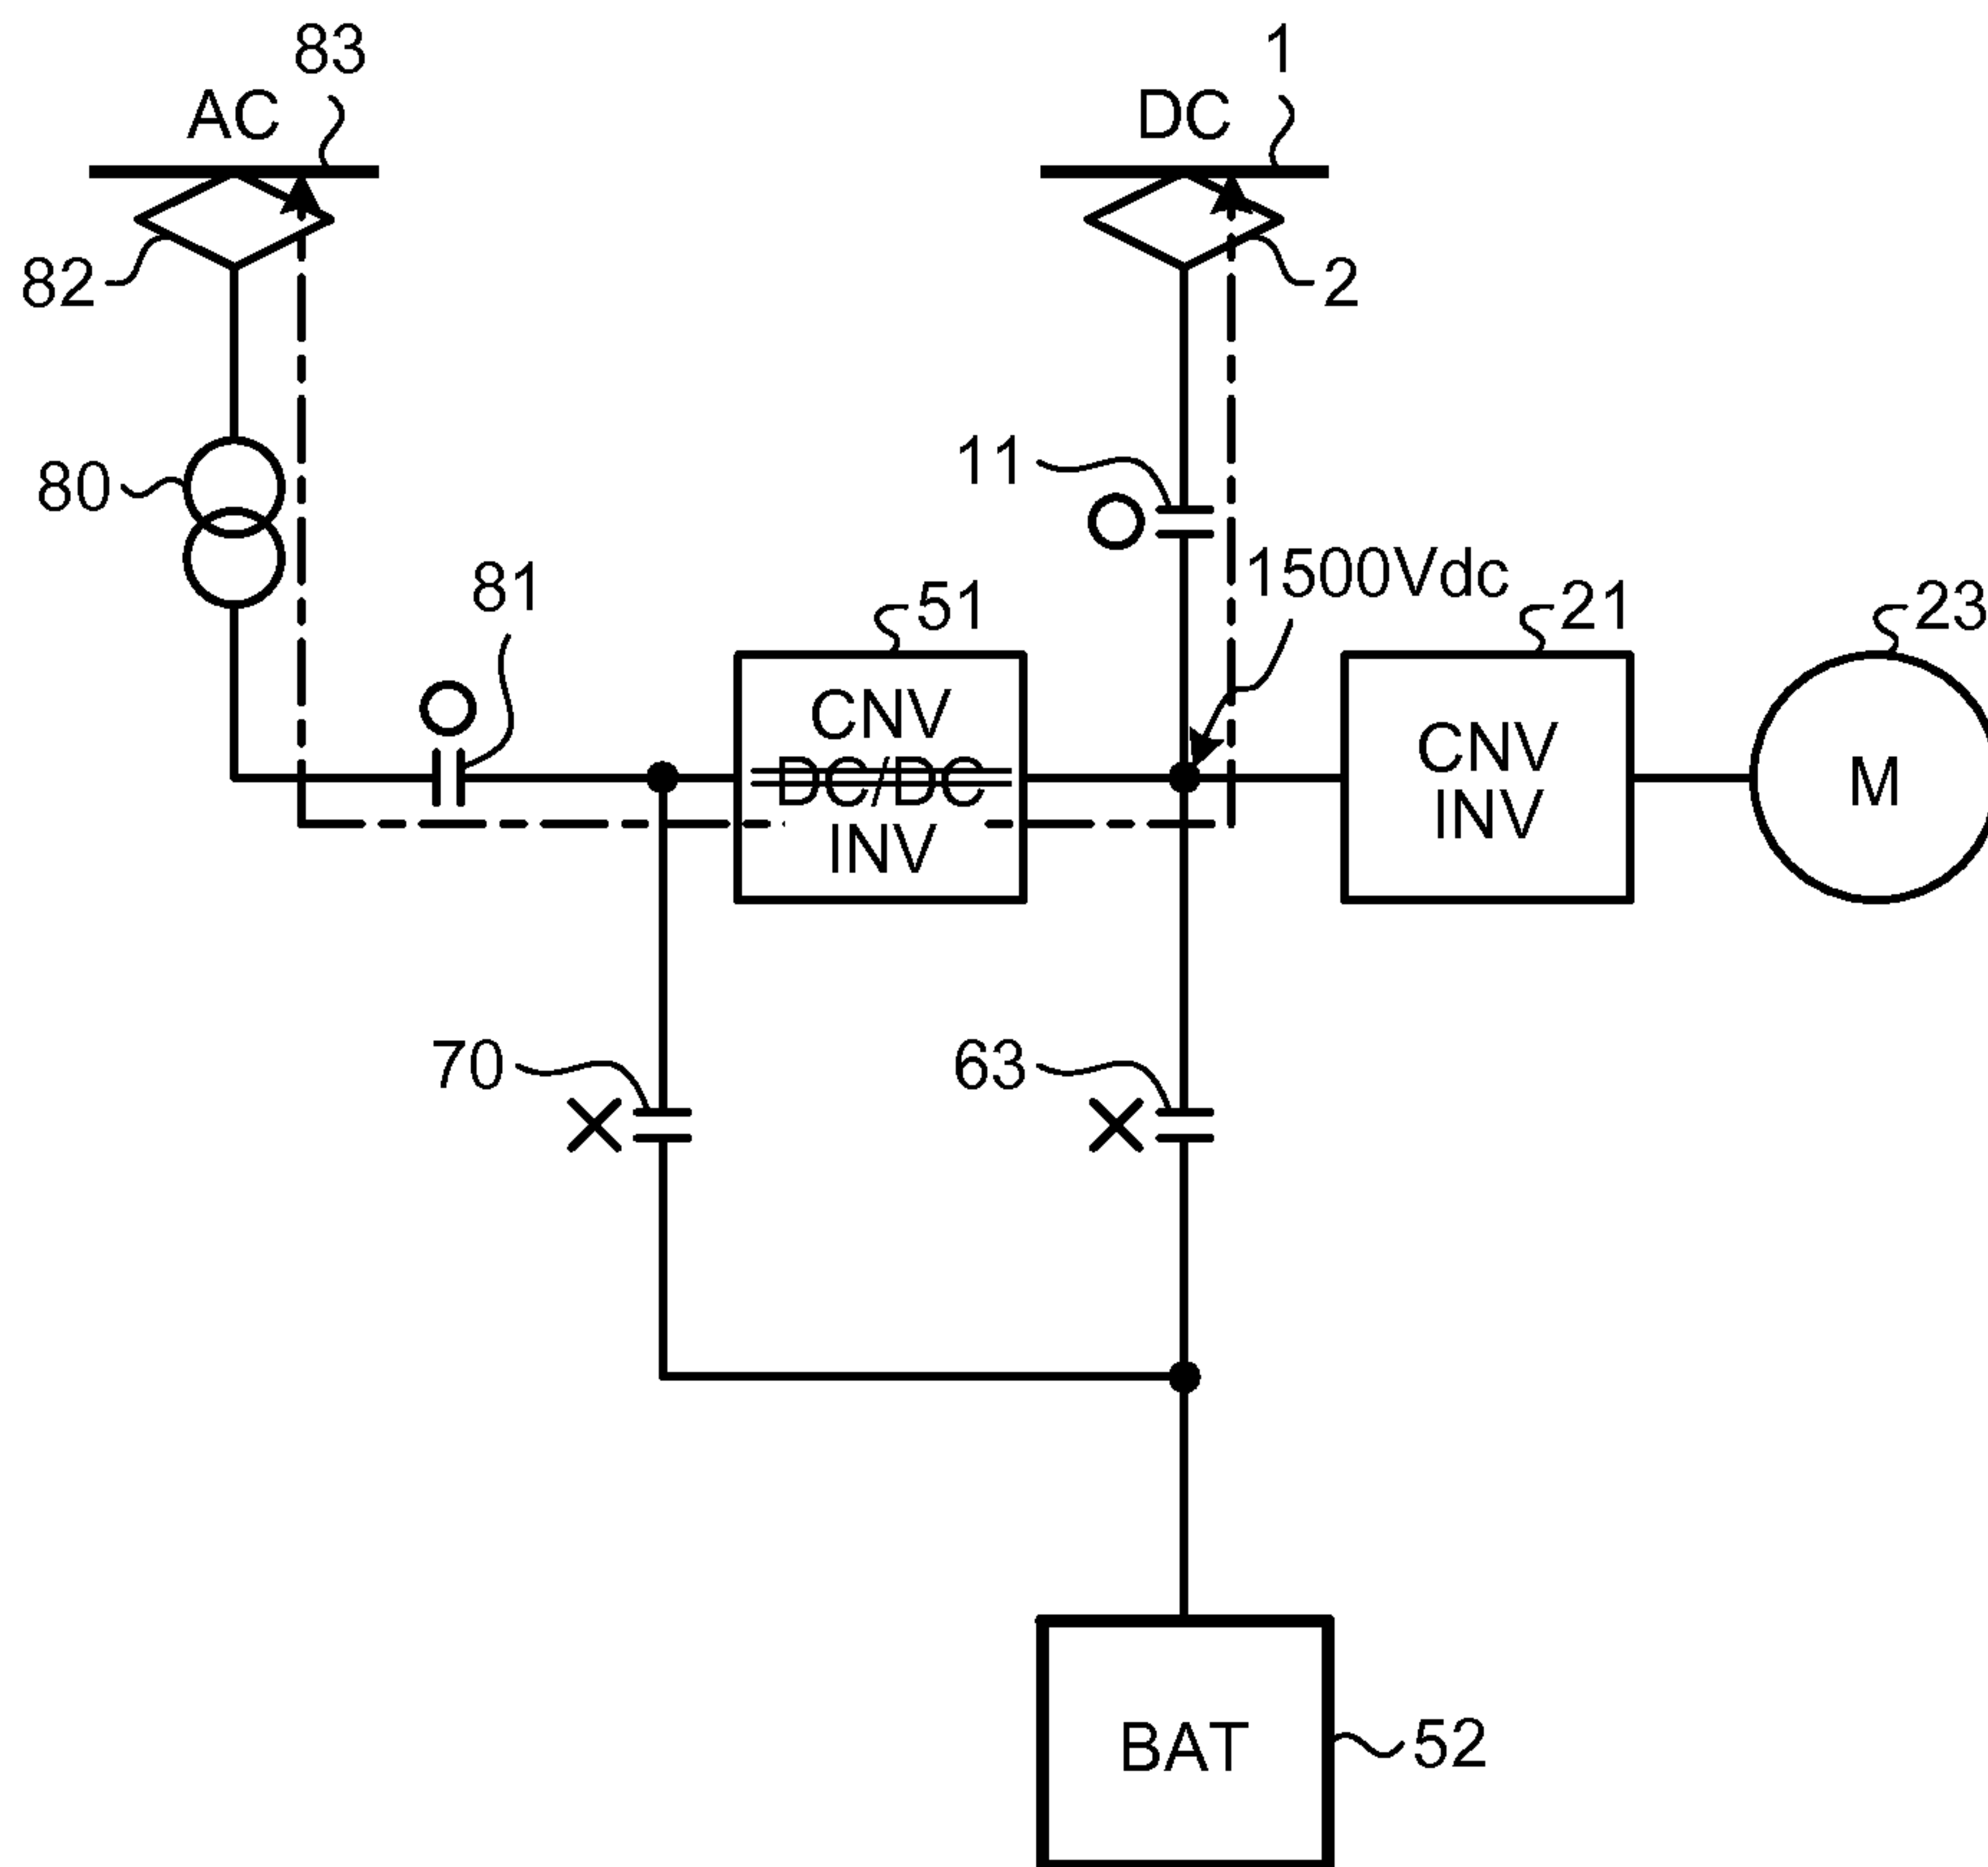 83
AC
1
DC
82
2
80
11
81
1500Vdc
51
21
23
CNV
DC/DC
INV
CNV
INV
M
70
63
BAT
52